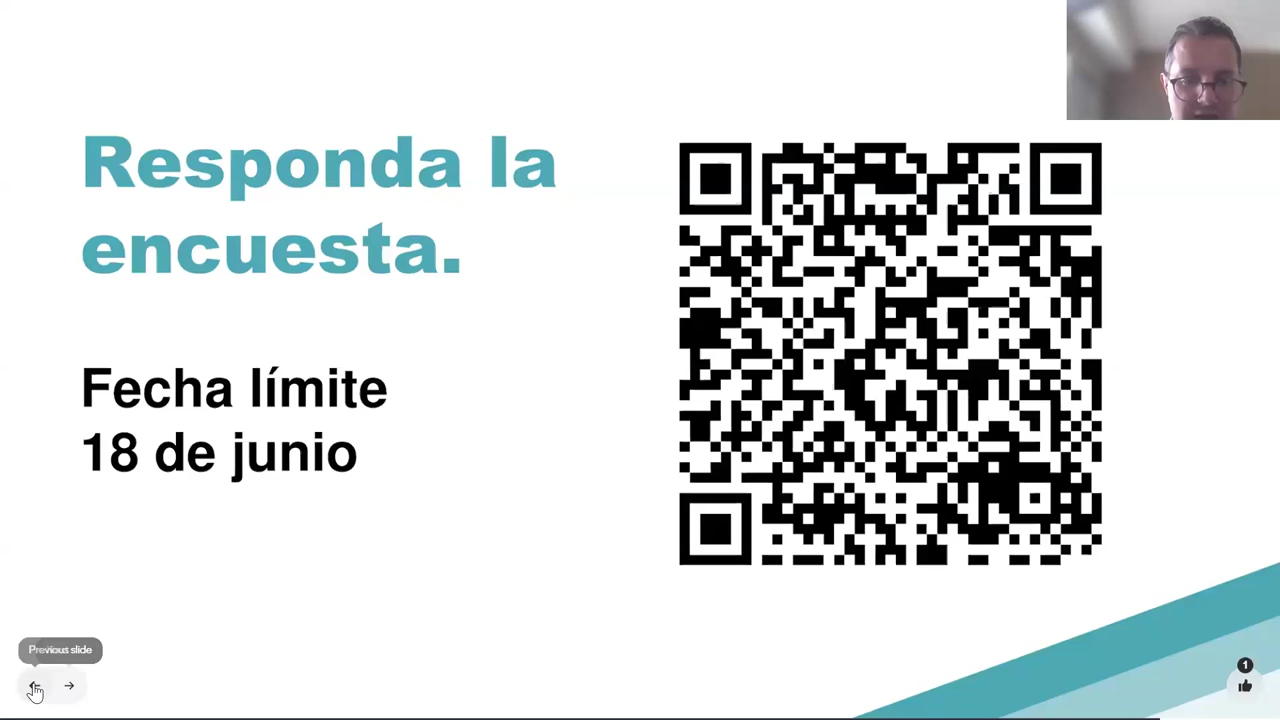 Responda la
encuesta.
Fecha límite
18 de junio
Previous slide
1